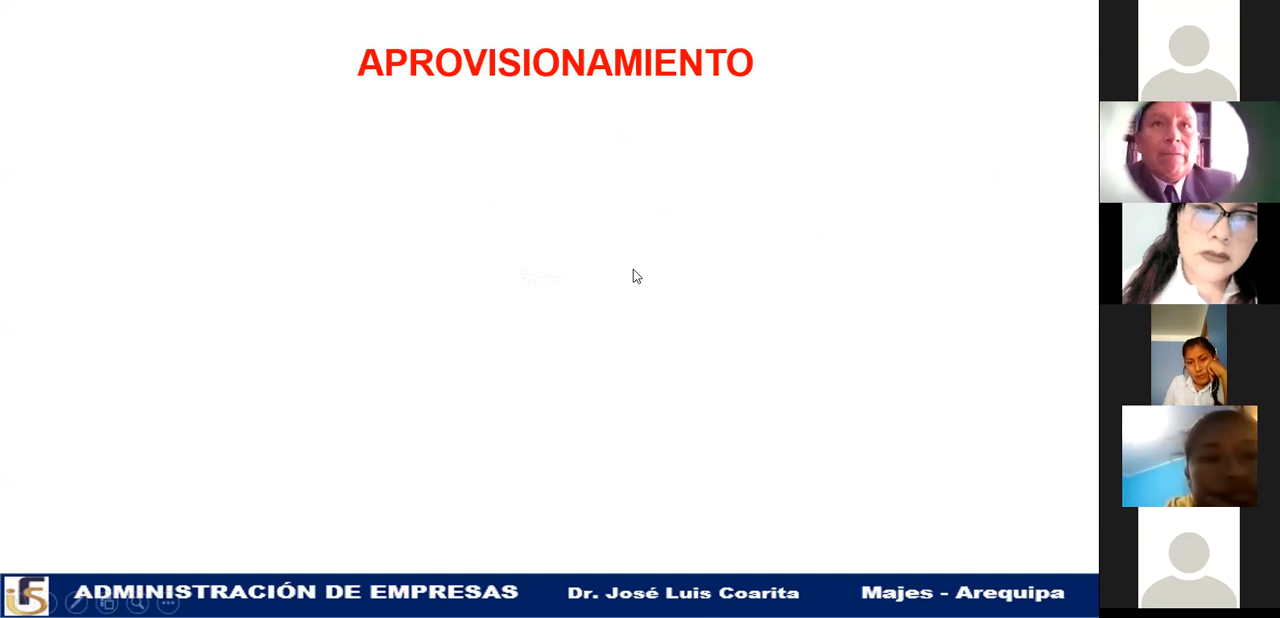 APROVISIONAMIENTO
ADMINISTRACIÓN DE EMPRESAS Dr. José Luis Coarita Majes - Arequipa